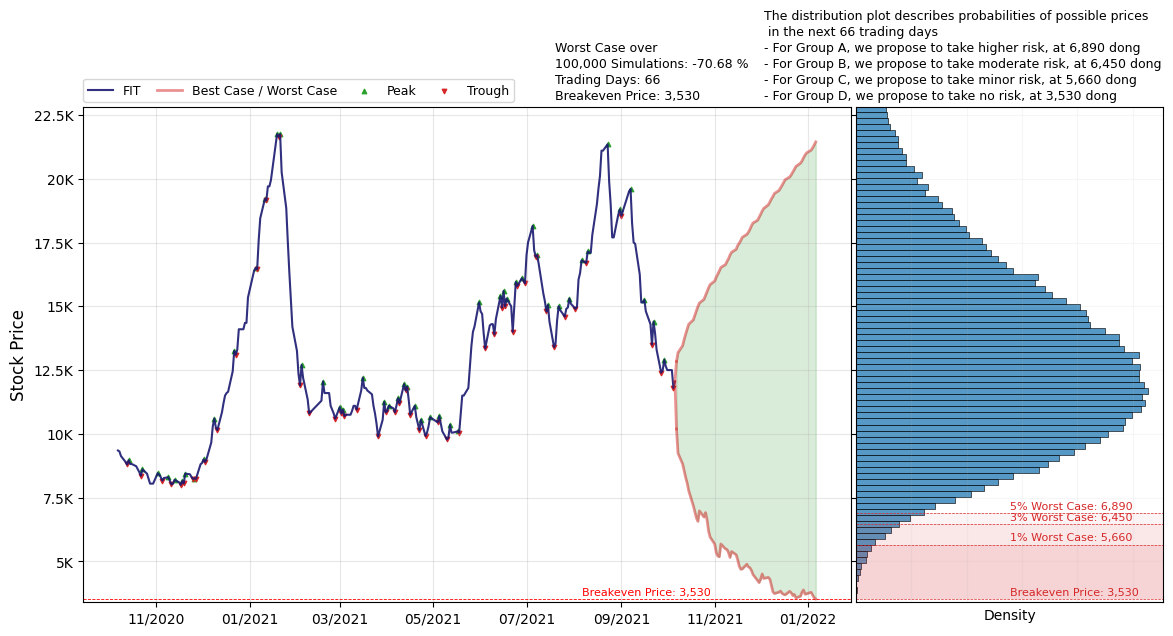 The distribution plot describes probabilities of possible prices
in the next 66 trading days
- For Group A, we propose to take higher risk, at 6,890 dong
- For Group B, we propose to take moderate risk, at 6,450 dong
- For Group C, we propose to take minor risk, at 5,660 dong
- For Group D, we propose to take no risk, at 3,530 dong
Worst Case over
100,000 Simulations: -70.68 %
Trading Days: 66
Breakeven Price: 3,530
FIT
Best Case / Worst Case
Peak
Trough
Stock Price
22.5K
20K
17.5K
15K
12.5K
10K
7.5K
5K
Breakeven Price: 3,530
11/2020
01/2021
03/2021
05/2021
07/2021
09/2021
11/2021
01/2022
5% Worst Case: 6,890
3% Worst Case: 6,450
1% Worst Case: 5,660
Breakeven Price: 3,530
Density